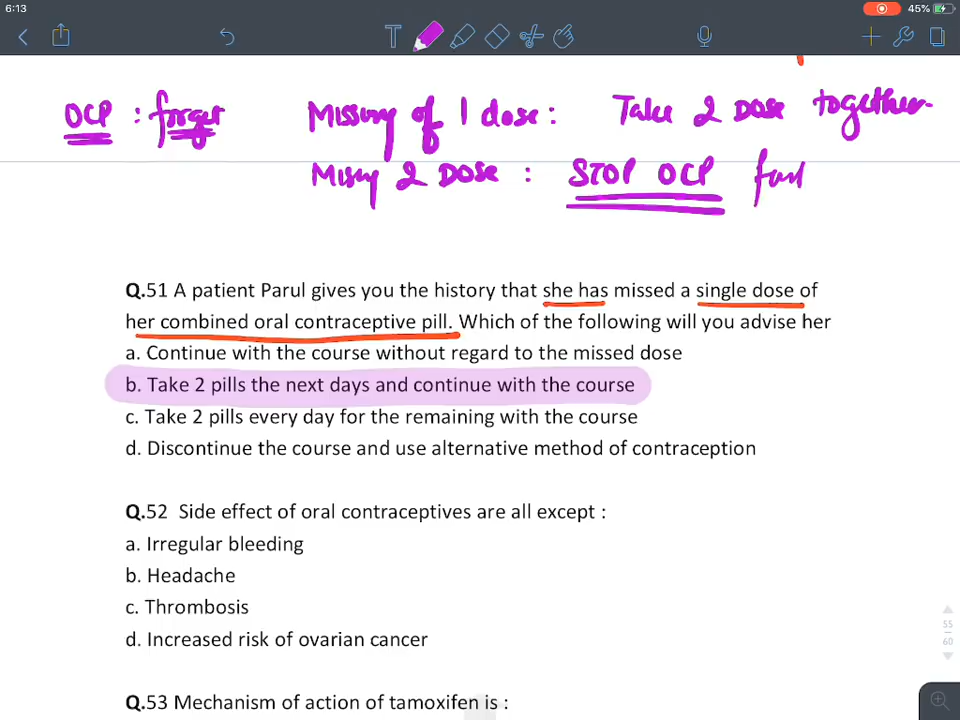 6:13
45%
T
OCP : forget Missing of 1 dose : Take 2 Dose together
Missing 2 Dose : STOP OCP
Q.51 A patient Parul gives you the history that she has missed a single dose of
her combined oral contraceptive pill. Which of the following will you advise her
a. Continue with the course without regard to the missed dose
b. Take 2 pills the next days and continue with the course
c. Take 2 pills every day for the remaining with the course
d. Discontinue the course and use alternative method of contraception
Q.52 Side effect of oral contraceptives are all except :
a. Irregular bleeding
b. Headache
c. Thrombosis
d. Increased risk of ovarian cancer
55
60
Q.53 Mechanism of action of tamoxifen is :